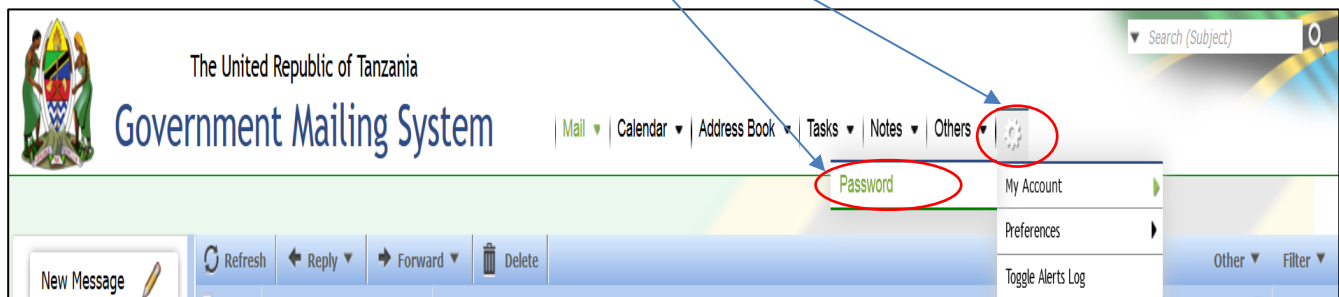 Search (Subject)
The United Republic of Tanzania
Government Mailing System
Mail | Calendar | Address Book | Tasks | Notes | Others
Password
My Account
Preferences
Toggle Alerts Log
New Message
Refresh Reply Forward Delete
Other Filter